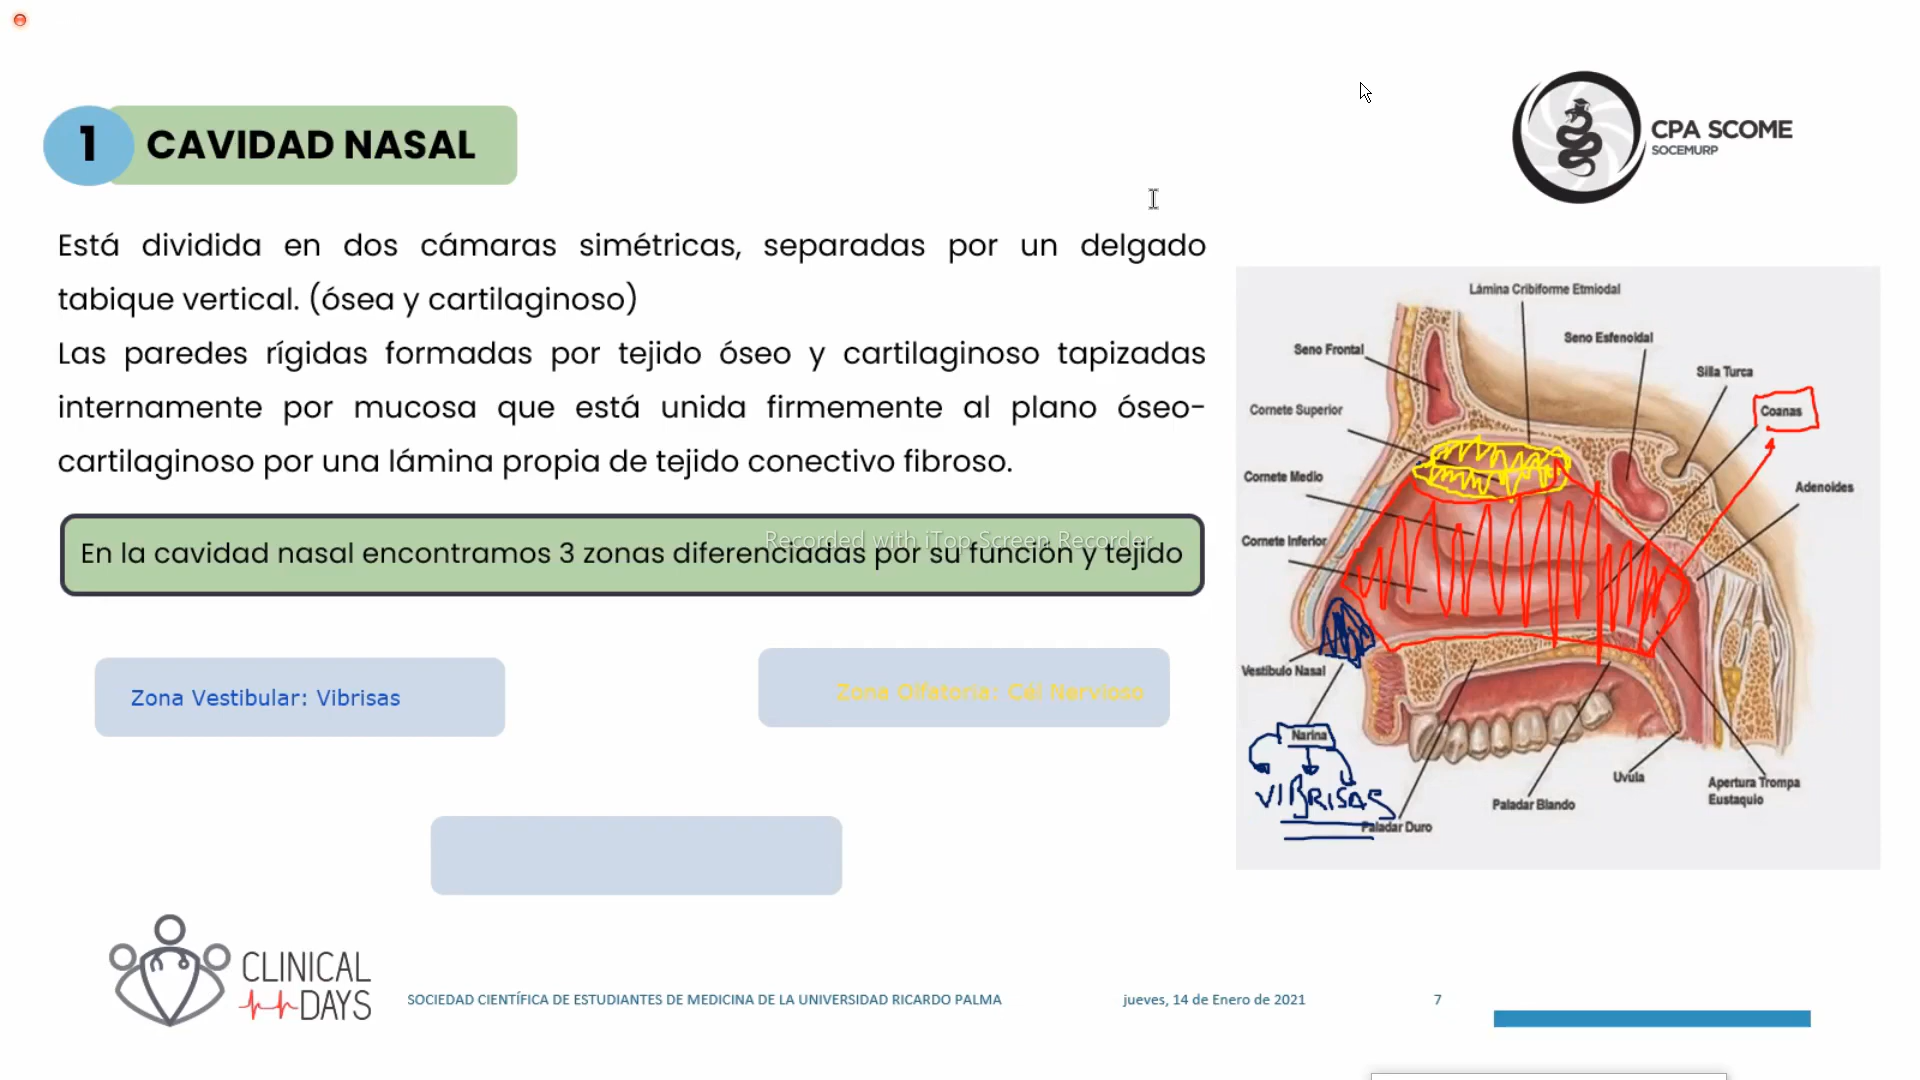 1
CAVIDAD NASAL
CPA SCOME
SOCEMURP
Está dividida en dos cámaras simétricas, separadas por un delgado
tabique vertical. (ósea y cartilaginoso)
Las paredes rígidas formadas por tejido óseo y cartilaginoso tapizadas
internamente por mucosa que está unida firmemente al plano óseo-
cartilaginoso por una lámina propia de tejido conectivo fibroso.
Recorded with iTop Screen Recorder
En la cavidad nasal encontramos 3 zonas diferenciadas por su función y tejido
Zona Vestibular: Vibrisas
Zona Olfatoria: Cél Nervioso
Lámina Cribiforme Etmiodal
Seno Esfenoidal
Seno Frontal
Silla Turca
Cornete Superior
Coanas
Cornete Medio
Adenoides
Cornete Inferior
Vestíbulo Nasal
Narina
VIBRISAS
Paladar Duro
Paladar Blando
Uvula
Apertura Trompa
Eustaquio
CLINICAL
DAYS
SOCIEDAD CIENTÍFICA DE ESTUDIANTES DE MEDICINA DE LA UNIVERSIDAD RICARDO PALMA
jueves, 14 de Enero de 2021
7